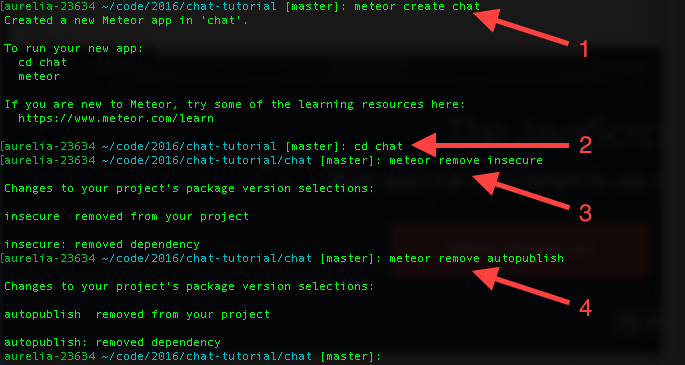 [aurelia-23634 ~/code/2016/chat-tutorial [master]: meteor create chat
Created a new Meteor app in 'chat'.
1
To run your new app:
cd chat
meteor
If you are new to Meteor, try some of the learning resources here:
https://www.meteor.com/learn
[aurelia-23634 ~/code/2016/chat-tutorial [master]: cd chat
2
[aurelia-23634 ~/code/2016/chat-tutorial/chat [master]: meteor remove insecure
Changes to your project's package version selections:
3
insecure  removed from your project
insecure: removed dependency
[aurelia-23634 ~/code/2016/chat-tutorial/chat [master]: meteor remove autopublish
Changes to your project's package version selections:
4
autopublish  removed from your project
autopublish: removed dependency
aurelia-23634 ~/code/2016/chat-tutorial/chat [master]: